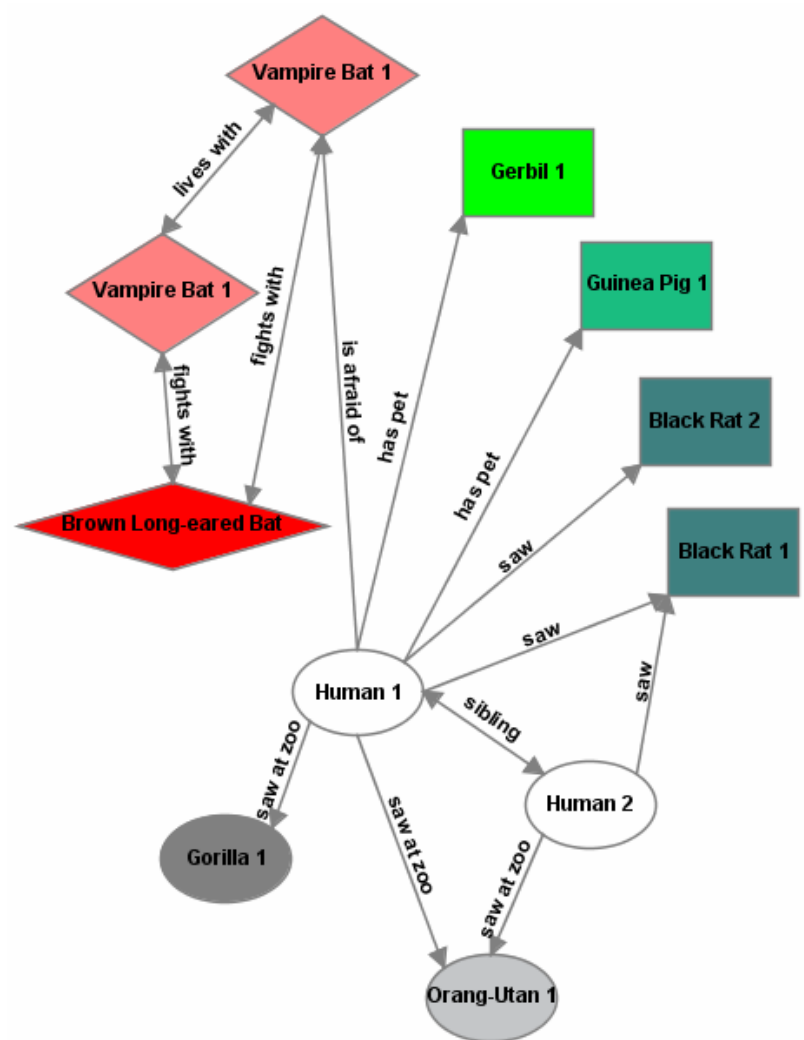 Vampire Bat 1
lives with
Gerbil 1
Vampire Bat 1
Guinea Pig 1
fights with
is afraid of
has pet
fights with
Black Rat 2
has pet
Brown Long-eared Bat
saw
Black Rat 1
saw
saw
Human 1
sibling
saw at zoo
Human 2
saw at zoo
Gorilla 1
saw at zoo
Orang-Utan 1